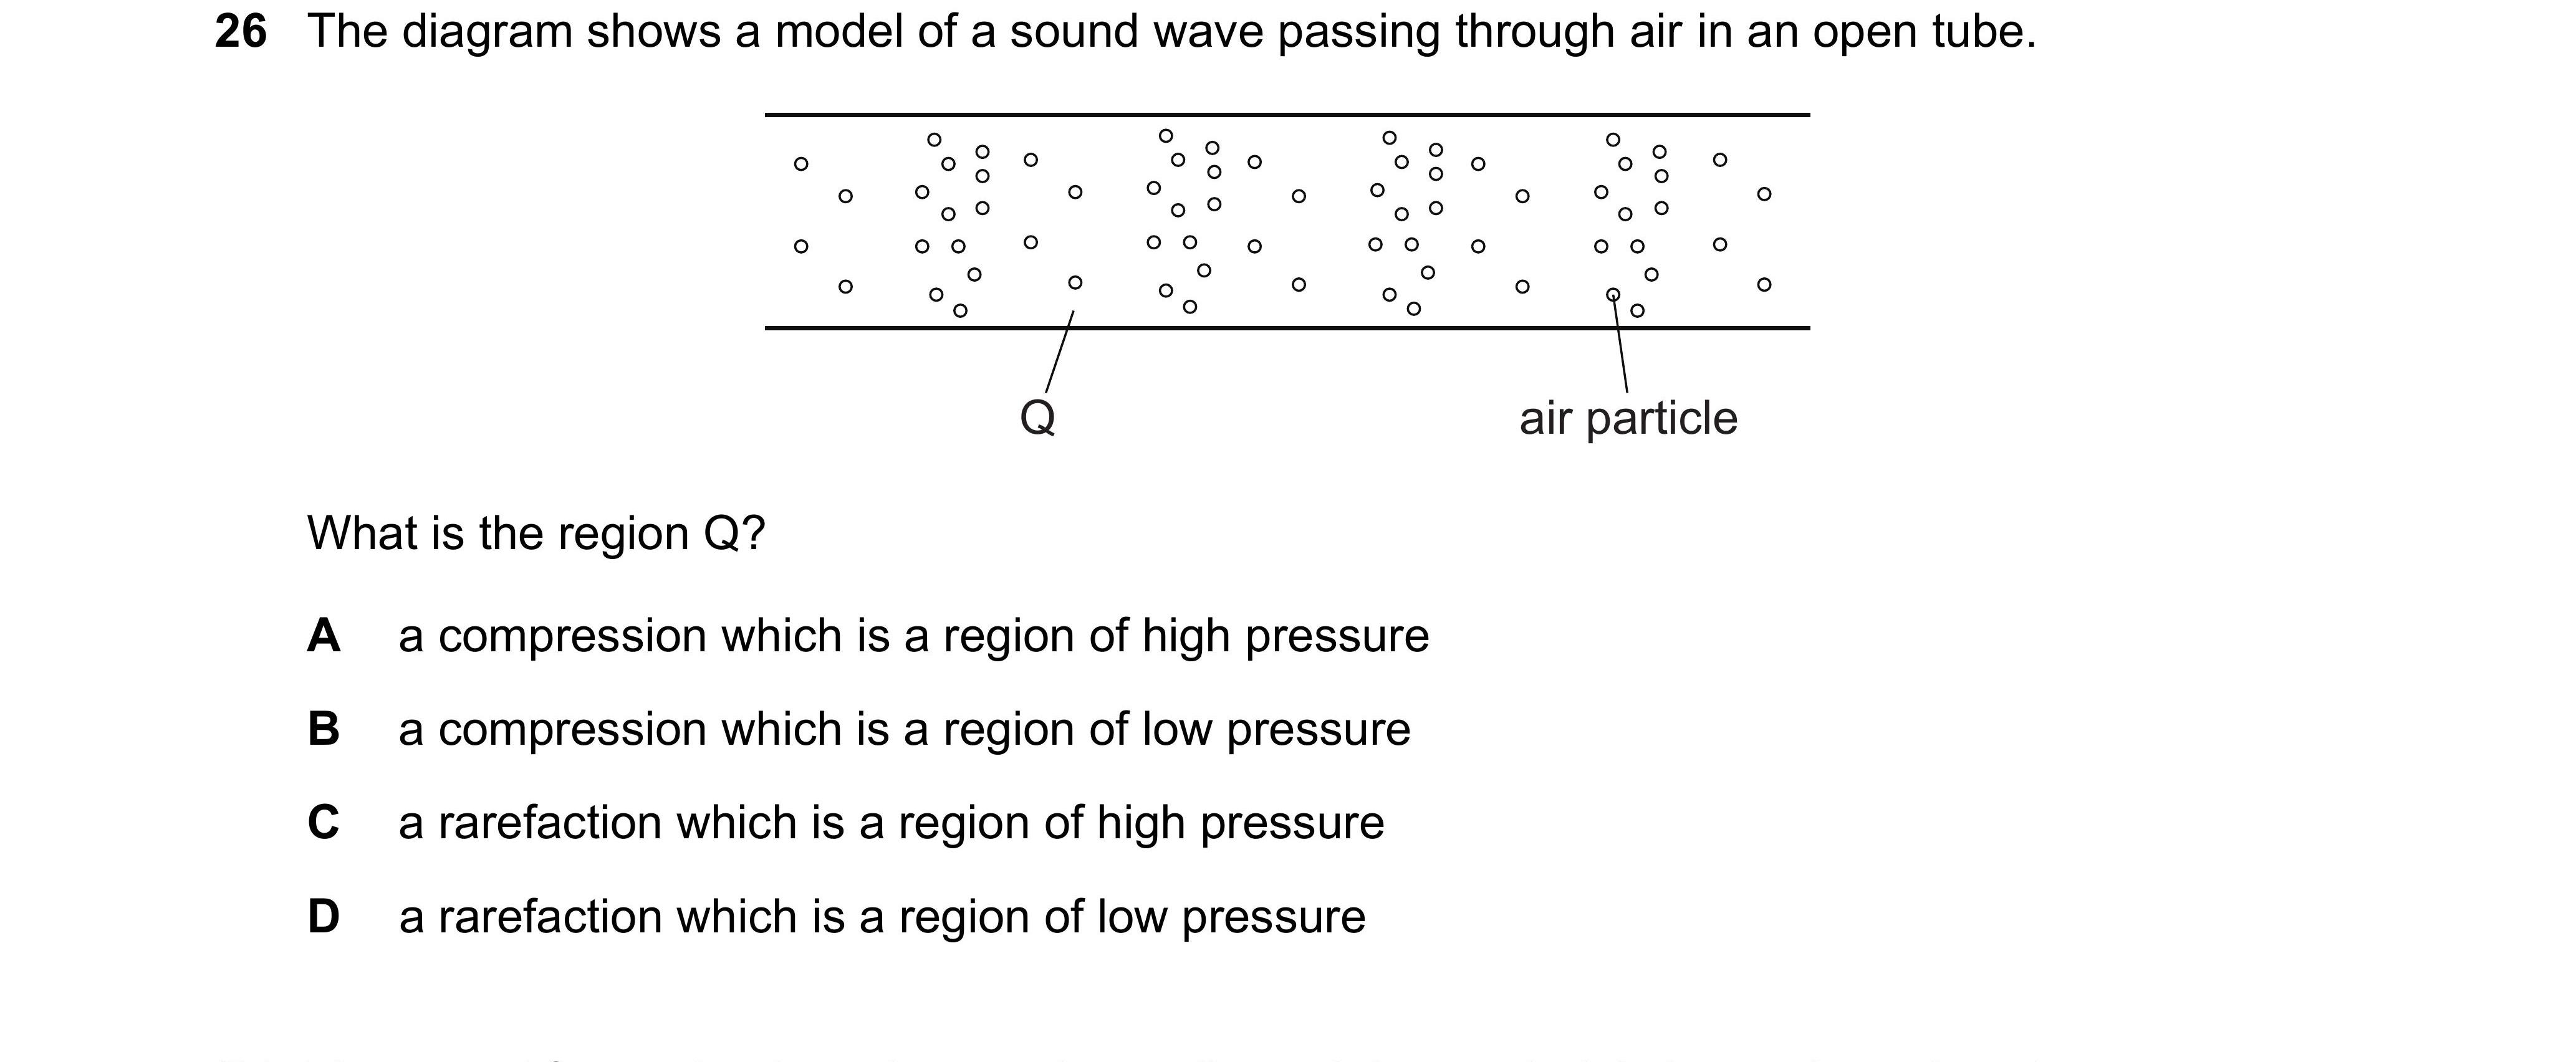 26 The diagram shows a model of a sound wave passing through air in an open tube.
Q
air particle
What is the region Q?
A a compression which is a region of high pressure
B a compression which is a region of low pressure
C a rarefaction which is a region of high pressure
D a rarefaction which is a region of low pressure